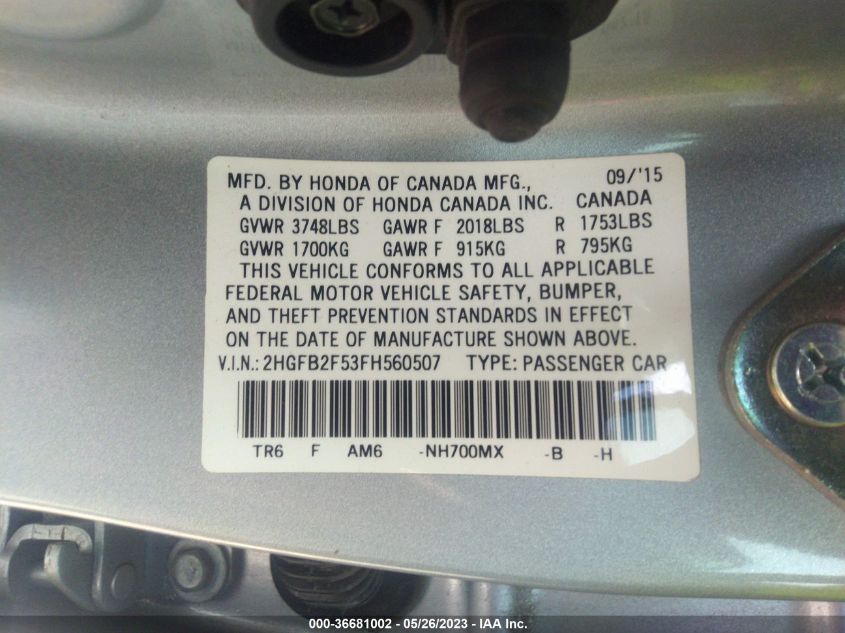 MFD. BY HONDA OF CANADA MFG., 09/'15
A DIVISION OF HONDA CANADA INC. CANADA
GVWR 3748LBS GAWR F 2018LBS R 1753LBS
GVWR 1700KG GAWR F 915KG R 795KG
THIS VEHICLE CONFORMS TO ALL APPLICABLE
FEDERAL MOTOR VEHICLE SAFETY, BUMPER,
AND THEFT PREVENTION STANDARDS IN EFFECT
ON THE DATE OF MANUFACTURE SHOWN ABOVE.
V.I.N.: 2HGFB2F53FH560507 TYPE: PASSENGER CAR
TR6 F AM6 -NH700MX -B -H
000-36681002 - 05/26/2023 - IAA Inc.